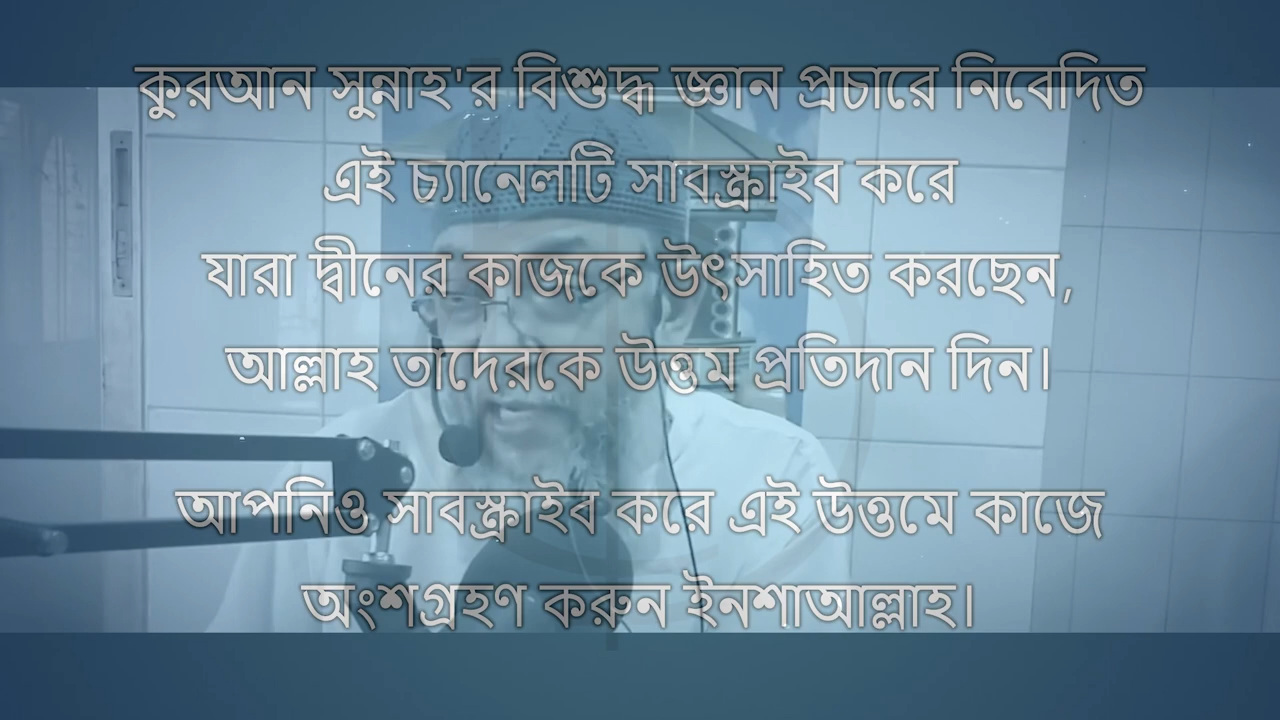 কুরআন সুন্নাহ'র বিশুদ্ধ জ্ঞান প্রচারে নিবেদিত
এই চ্যানেলটি সাবস্ক্রাইব করে
যারা দ্বীনের কাজকে উৎসাহিত করছেন,
আল্লাহ তাদেরকে উত্তম প্রতিদান দিন।
আপনিও সাবস্ক্রাইব করে এই উত্তমে কাজে
অংশগ্রহণ করুন ইনশাআল্লাহ।